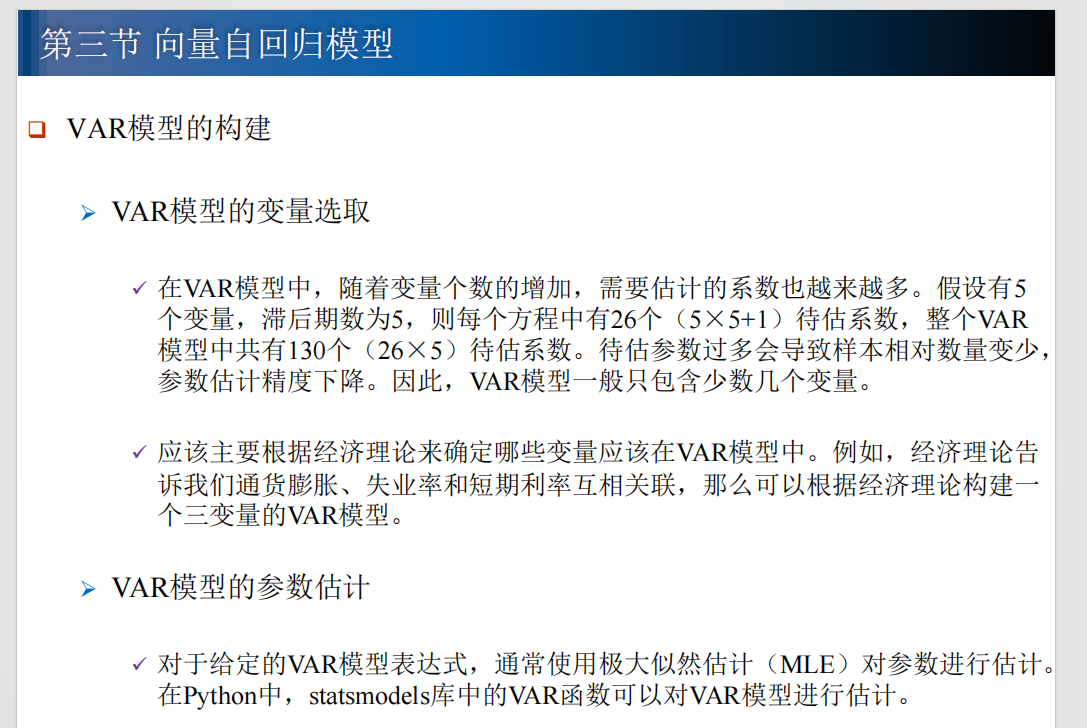 第三节 向量自回归模型
VAR模型的构建
VAR模型的变量选取
在VAR模型中，随着变量个数的增加，需要估计的系数也越来越多。假设有5
个变量，滞后期数为5，则每个方程中有26个（5×5+1）待估系数，整个VAR
模型中共有130个（26×5）待估系数。待估参数过多会导致样本相对数量变少，
参数估计精度下降。因此，VAR模型一般只包含少数几个变量。
应该主要根据经济理论来确定哪些变量应该在VAR模型中。例如，经济理论告
诉我们通货膨胀、失业率和短期利率互相关联，那么可以根据经济理论构建一
个三变量的VAR模型。
VAR模型的参数估计
对于给定的VAR模型表达式，通常使用极大似然估计（MLE）对参数进行估计。
在Python中，statsmodels库中的VAR函数可以对VAR模型进行估计。